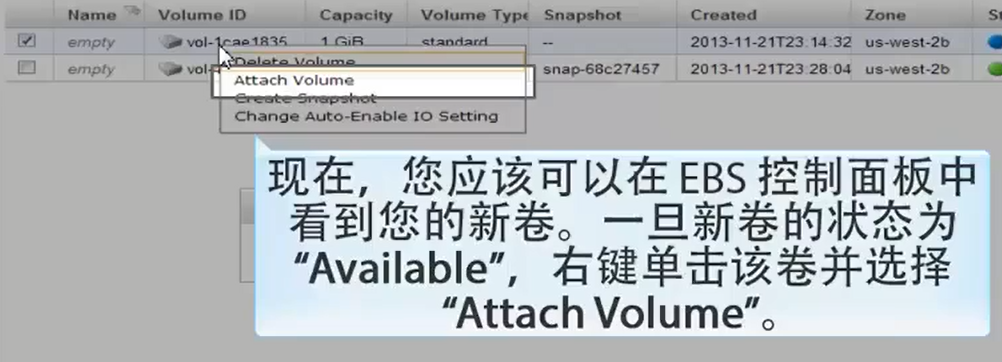 Name Volume ID Capacity Volume Type Snapshot Created Zone
empty vol-1cae1835 1 GiB standard -- 2013-11-21T23:14:32 us-west-2b
Delete Volume
empty snap-68c27457 2013-11-21T23:28:04 us-west-2b
Attach Volume
Create Snapshot
Change Auto-Enable IO Setting
现在，您应该可以在 EBS 控制面板中
看到您的新卷。一旦新卷的状态为
“Available”，右键单击该卷并选择
“Attach Volume”。